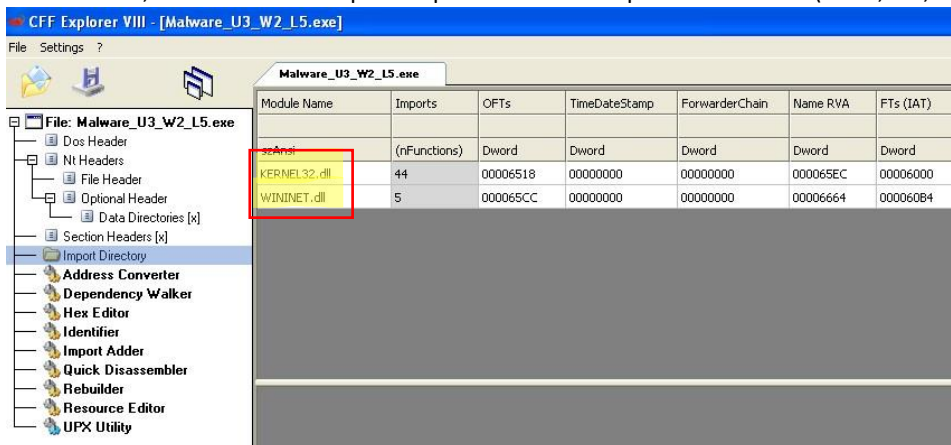 CFF Explorer VIII - [Malware_U3_W2_L5.exe]
File Settings ?
Malware_U3_W2_L5.exe
Module Name Imports OFTs TimeDateStamp ForwarderChain Name RVA FTs (IAT)
szAnsi (nFunctions) Dword Dword Dword Dword Dword
KERNEL32.dll 44 00006518 00000000 00000000 000065EC 00006000
WININET.dll 5 000065CC 00000000 00000000 00006664 000060B4
File: Malware_U3_W2_L5.exe
Dos Header
Nt Headers
File Header
Optional Header
Data Directories [x]
Section Headers [x]
Import Directory
Address Converter
Dependency Walker
Hex Editor
Identifier
Import Adder
Quick Disassembler
Rebuilder
Resource Editor
UPX Utility